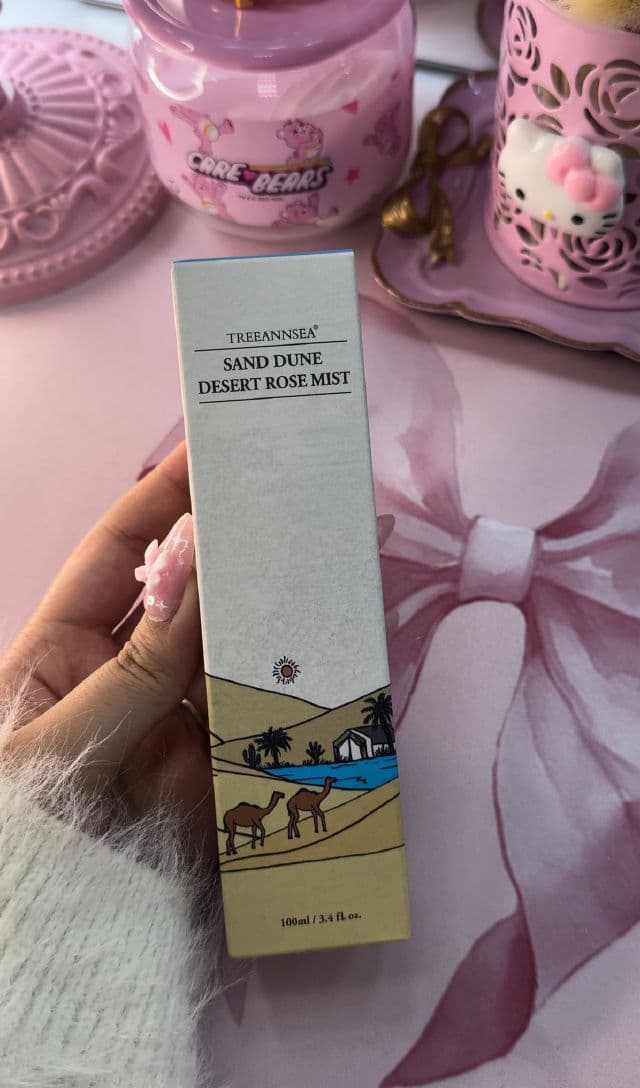 CARE BEARS
TREEANNSEA®
SAND DUNE
DESERT ROSE MIST
100ml / 3.4 fl. oz.